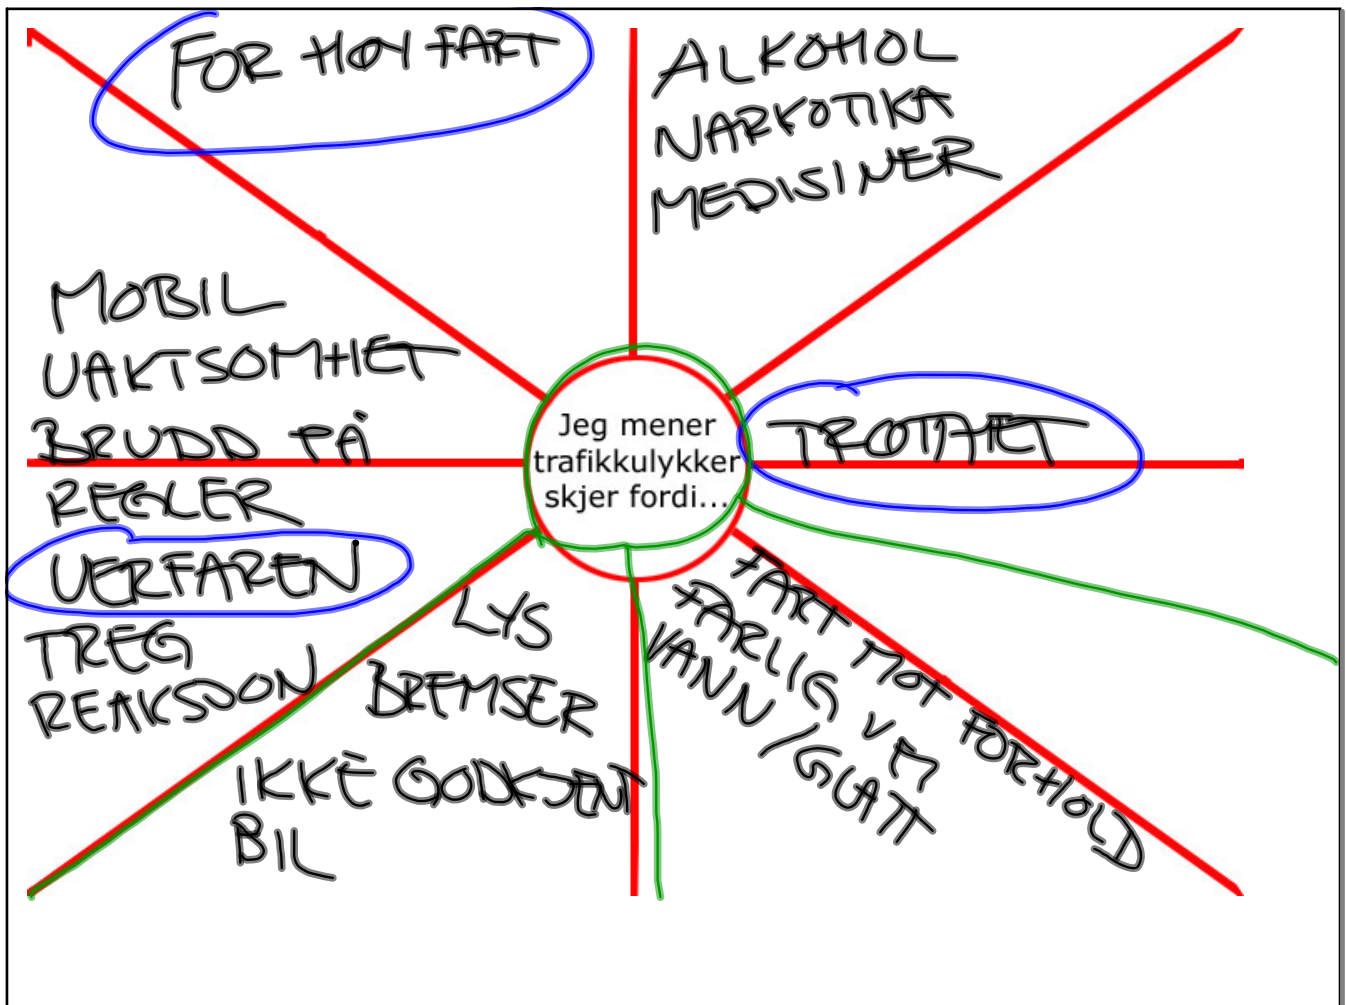 FOR HØY FART
ALKOHOL
NARKOTIKA
MEDISINER
MOBIL
UAKTSOMHET
BRUDD PÅ
REGLER
UERFAREN
TREG
REAKSJON
Jeg mener
trafikkulykker
skjer fordi...
TRØTTHET
LYS
BREMSER
IKKE GODKJENT
BIL
FART MOT FORHOLD
FARLIG VEI
VANN/GLATT